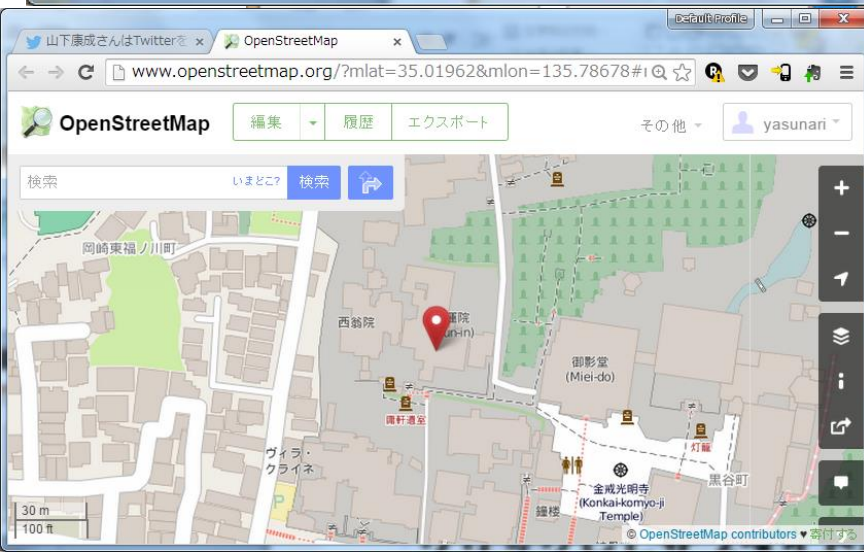 Default Profile
山下康成さんはTwitterを
OpenStreetMap
www.openstreetmap.org/?mlat=35.01962&mlon=135.78678#
OpenStreetMap
編集
履歴
エクスポート
その他
yasunari
検索
いまどこ?
検索
岡崎東福ノ川町
西翁院
御影堂
(Miei-do)
灯籠
ヴィラ・
クライネ
P
黒谷町
鐘楼
金戒光明寺
(Konkai-komyo-ji
Temple)
30 m
100 ft
© OpenStreetMap contributors ♥ 寄付する